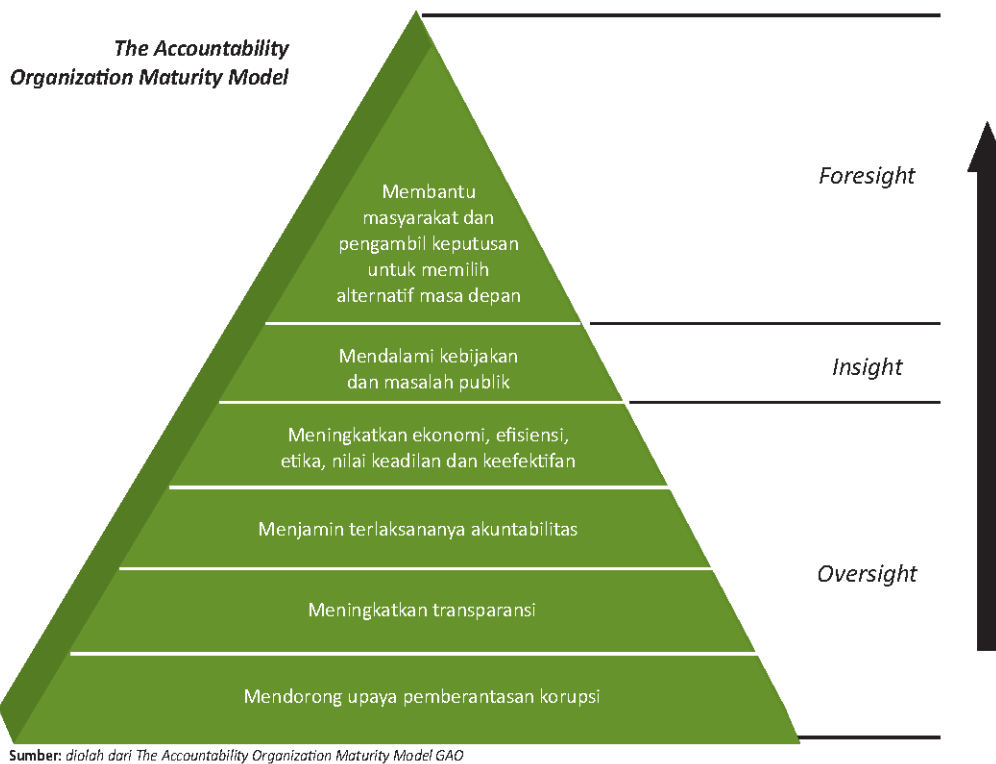 The Accountability
Organization Maturity Model
Membantu
masyarakat dan
pengambil keputusan
untuk memilih
alternatif masa depan
Foresight
Mendalami kebijakan
dan masalah publik
Insight
Meningkatkan ekonomi, efisiensi,
etika, nilai keadilan dan keefektifan
Menjamin terlaksananya akuntabilitas
Oversight
Meningkatkan transparansi
Mendorong upaya pemberantasan korupsi
Sumber: diolah dari The Accountability Organization Maturity Model GAO